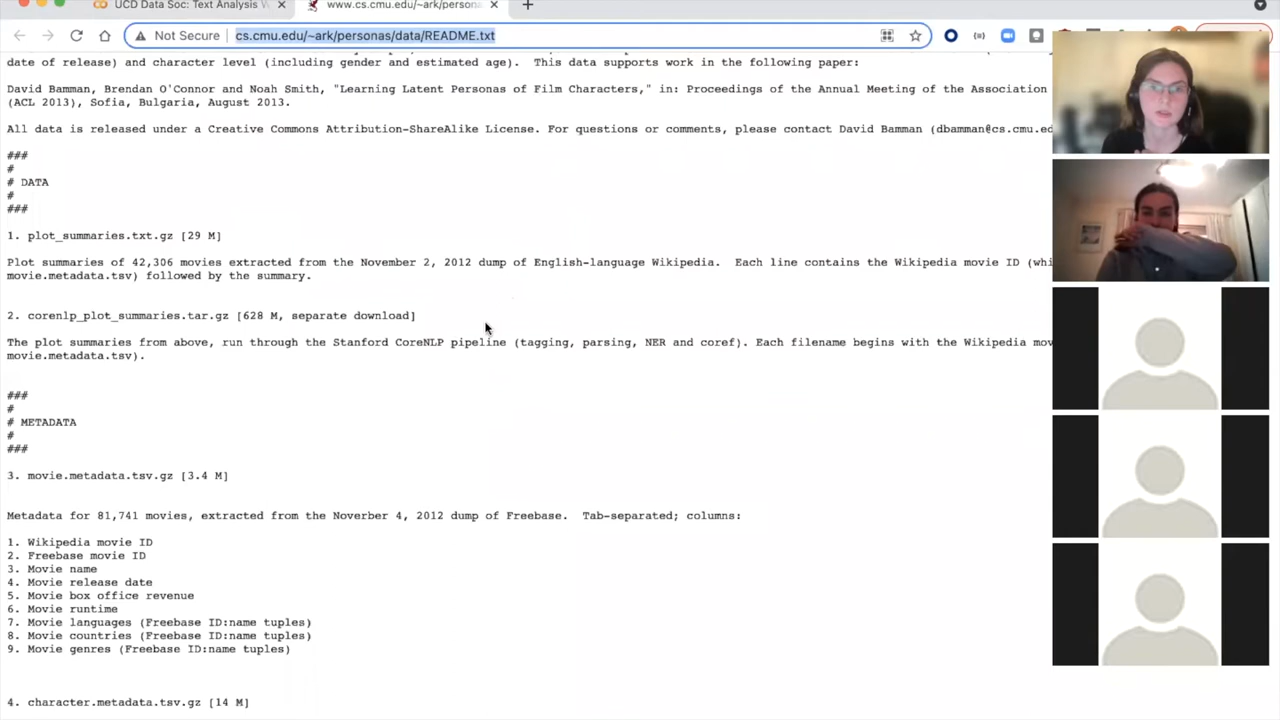 UCD Data Soc: Text Analysis W
www.cs.cmu.edu/~ark/persona
Not Secure
cs.cmu.edu/~ark/personas/data/README.txt
date of release) and character level (including gender and estimated age).  This data supports work in the following paper:
David Bamman, Brendan O'Connor and Noah Smith, "Learning Latent Personas of Film Characters," in: Proceedings of the Annual Meeting of the Association
(ACL 2013), Sofia, Bulgaria, August 2013.
All data is released under a Creative Commons Attribution-ShareAlike License. For questions or comments, please contact David Bamman (dbamman@cs.cmu.ed
###
#
# DATA
#
###
1. plot_summaries.txt.gz [29 M]
Plot summaries of 42,306 movies extracted from the November 2, 2012 dump of English-language Wikipedia.  Each line contains the Wikipedia movie ID (whi
movie.metadata.tsv) followed by the summary.
2. corenlp_plot_summaries.tar.gz [628 M, separate download]
The plot summaries from above, run through the Stanford CoreNLP pipeline (tagging, parsing, NER and coref). Each filename begins with the Wikipedia mov
movie.metadata.tsv).
###
#
# METADATA
#
###
3. movie.metadata.tsv.gz [3.4 M]
Metadata for 81,741 movies, extracted from the Noverber 4, 2012 dump of Freebase.  Tab-separated; columns:
1. Wikipedia movie ID
2. Freebase movie ID
3. Movie name
4. Movie release date
5. Movie box office revenue
6. Movie runtime
7. Movie languages (Freebase ID:name tuples)
8. Movie countries (Freebase ID:name tuples)
9. Movie genres (Freebase ID:name tuples)
4. character.metadata.tsv.gz [14 M]